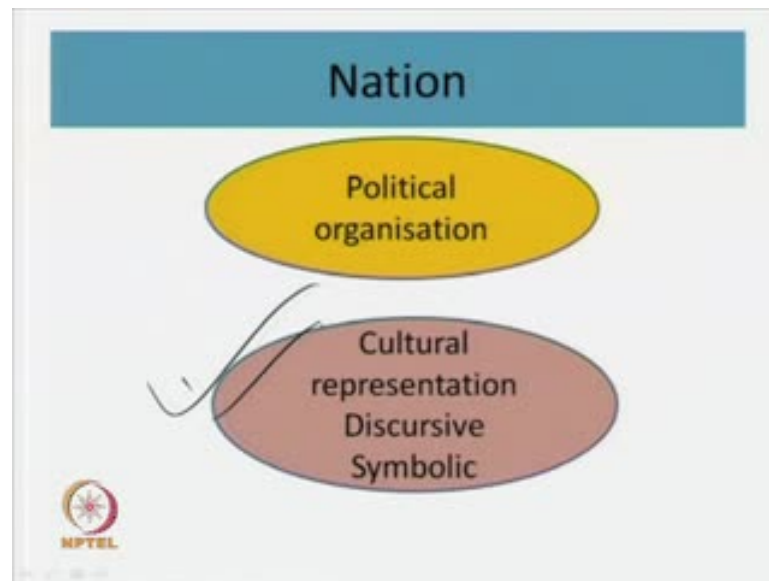 Nation
Political
organisation
Cultural
representation
Discursive
Symbolic
NPTEL